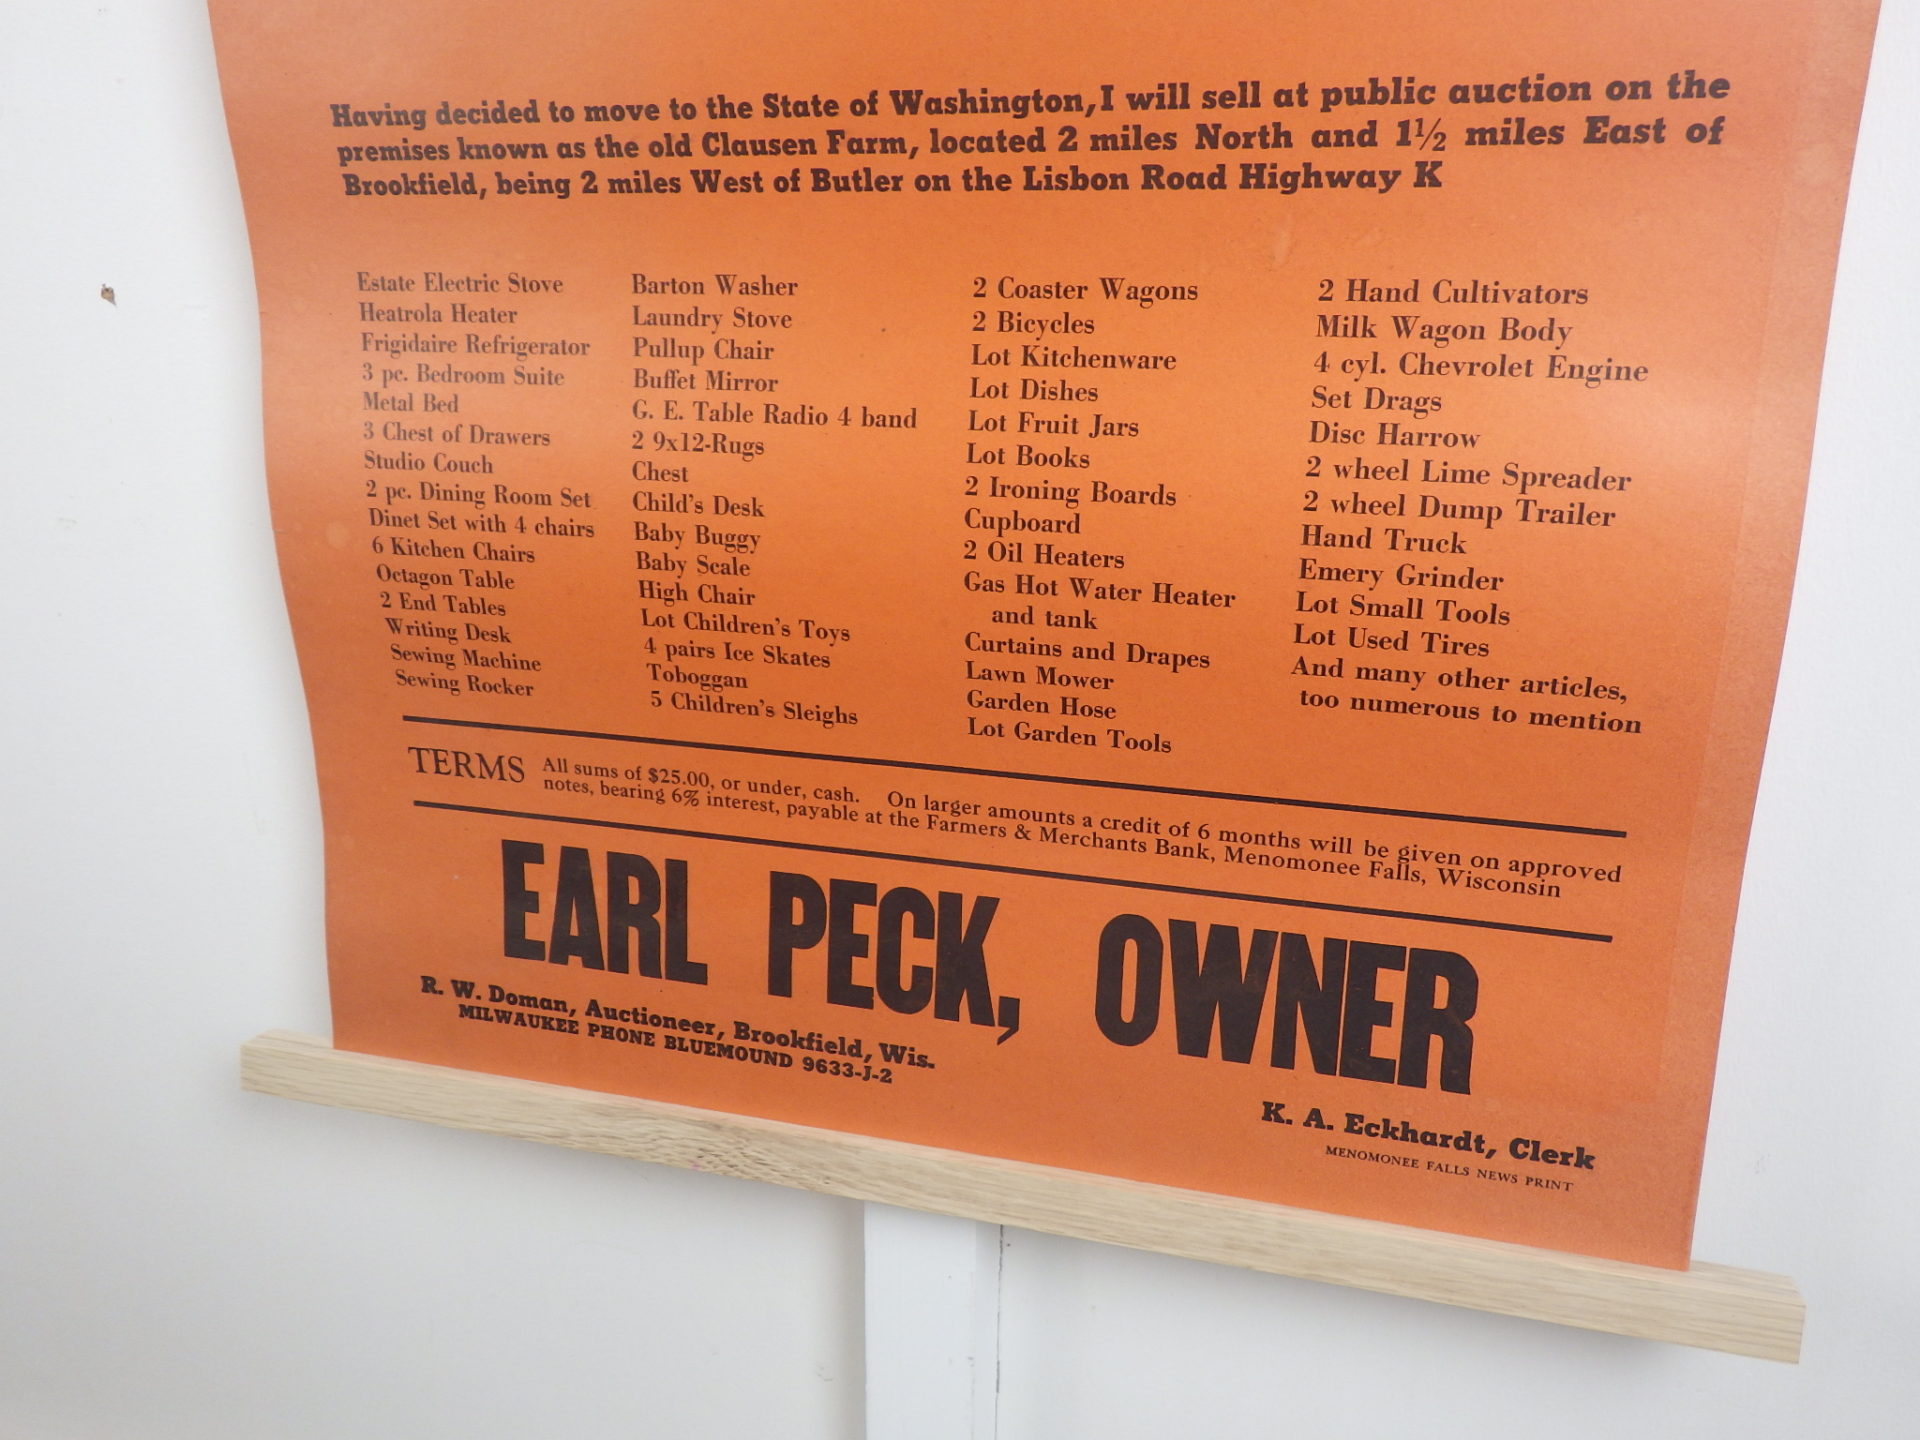 Having decided to move to the State of Washington, I will sell at public auction on the
premises known as the old Clausen Farm, located 2 miles North and 1½ miles East of
Brookfield, being 2 miles West of Butler on the Lisbon Road Highway K
Estate Electric Stove
Heatrola Heater
Frigidaire Refrigerator
3 pc. Bedroom Suite
Metal Bed
3 Chest of Drawers
Studio Couch
2 pc. Dining Room Set
Dinet Set with 4 chairs
6 Kitchen Chairs
Octagon Table
2 End Tables
Writing Desk
Sewing Machine
Sewing Rocker
Barton Washer
Laundry Stove
Pullup Chair
Buffet Mirror
G. E. Table Radio 4 band
2 9x12-Rugs
Chest
Child's Desk
Baby Buggy
Baby Scale
High Chair
Lot Children's Toys
4 pairs Ice Skates
Toboggan
5 Children's Sleighs
2 Coaster Wagons
2 Bicycles
Lot Kitchenware
Lot Dishes
Lot Fruit Jars
Lot Books
2 Ironing Boards
Cupboard
2 Oil Heaters
Gas Hot Water Heater
and tank
Curtains and Drapes
Lawn Mower
Garden Hose
Lot Garden Tools
2 Hand Cultivators
Milk Wagon Body
4 cyl. Chevrolet Engine
Set Drags
Disc Harrow
2 wheel Lime Spreader
2 wheel Dump Trailer
Hand Truck
Emery Grinder
Lot Small Tools
Lot Used Tires
And many other articles,
too numerous to mention
TERMS All sums of $25.00, or under, cash. On larger amounts a credit of 6 months will be given on approved
notes, bearing 6% interest, payable at the Farmers & Merchants Bank, Menomonee Falls, Wisconsin
EARL PECK, OWNER
R. W. Doman, Auctioneer, Brookfield, Wis.
MILWAUKEE PHONE BLUEMOUND 9633-J-2
K. A. Eckhardt, Clerk
MENOMONEE FALLS NEWS PRINT